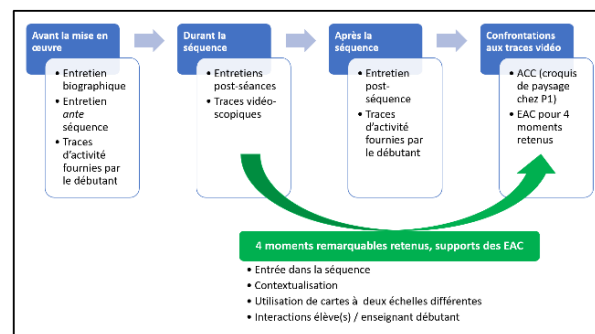 Avant la mise en
œuvre
• Entretien
biographique
• Entretien
ante
séquence
• Traces
d'activité
fournies par
le débutant
Durant la
séquence
• Entretiens
post-séances
• Traces vidéo-
scopiques
Après la
séquence
• Entretien
post-
séquence
• Traces
d'activité
fournies par
le débutant
Confrontations
aux traces vidéo
• ACC (croquis
de paysage
chez P1)
• EAC pour 4
moments
retenus
4 moments remarquables retenus, supports des EAC
• Entrée dans la séquence
• Contextualisation
• Utilisation de cartes à deux échelles différentes
• Interactions élève(s) / enseignant débutant